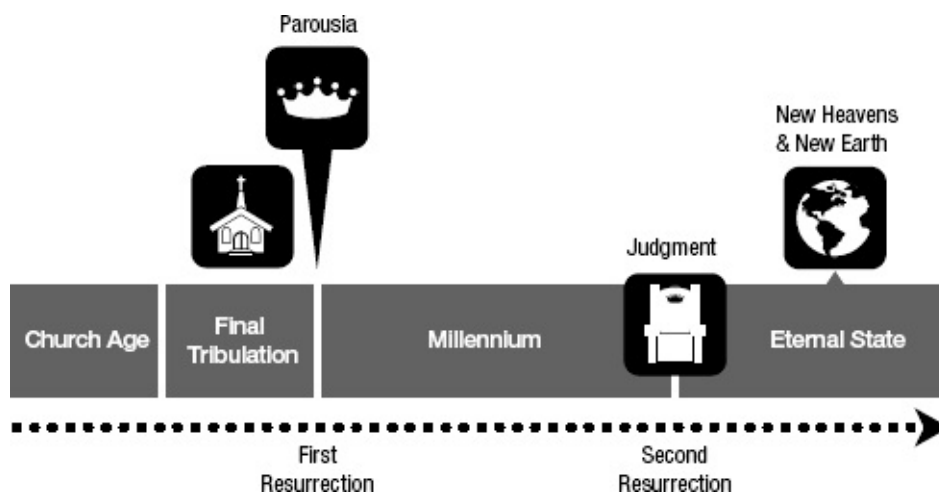 Parousia
New Heavens
& New Earth
Judgment
Church Age
Final
Tribulation
Millennium
Eternal State
First
Resurrection
Second
Resurrection